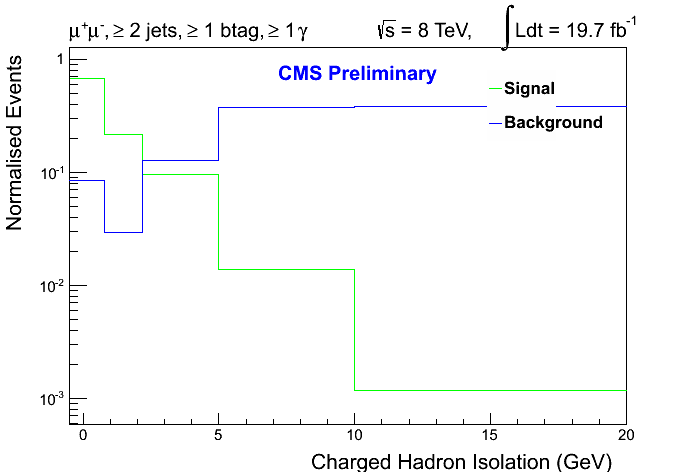 μ⁺μ⁻, ≥ 2 jets, ≥ 1 btag, ≥ 1 γ √s = 8 TeV, ∫ Ldt = 19.7 fb⁻¹
CMS Preliminary
Signal
Background
Normalised Events
1
10⁻¹
10⁻²
10⁻³
0 5 10 15 20
Charged Hadron Isolation (GeV)